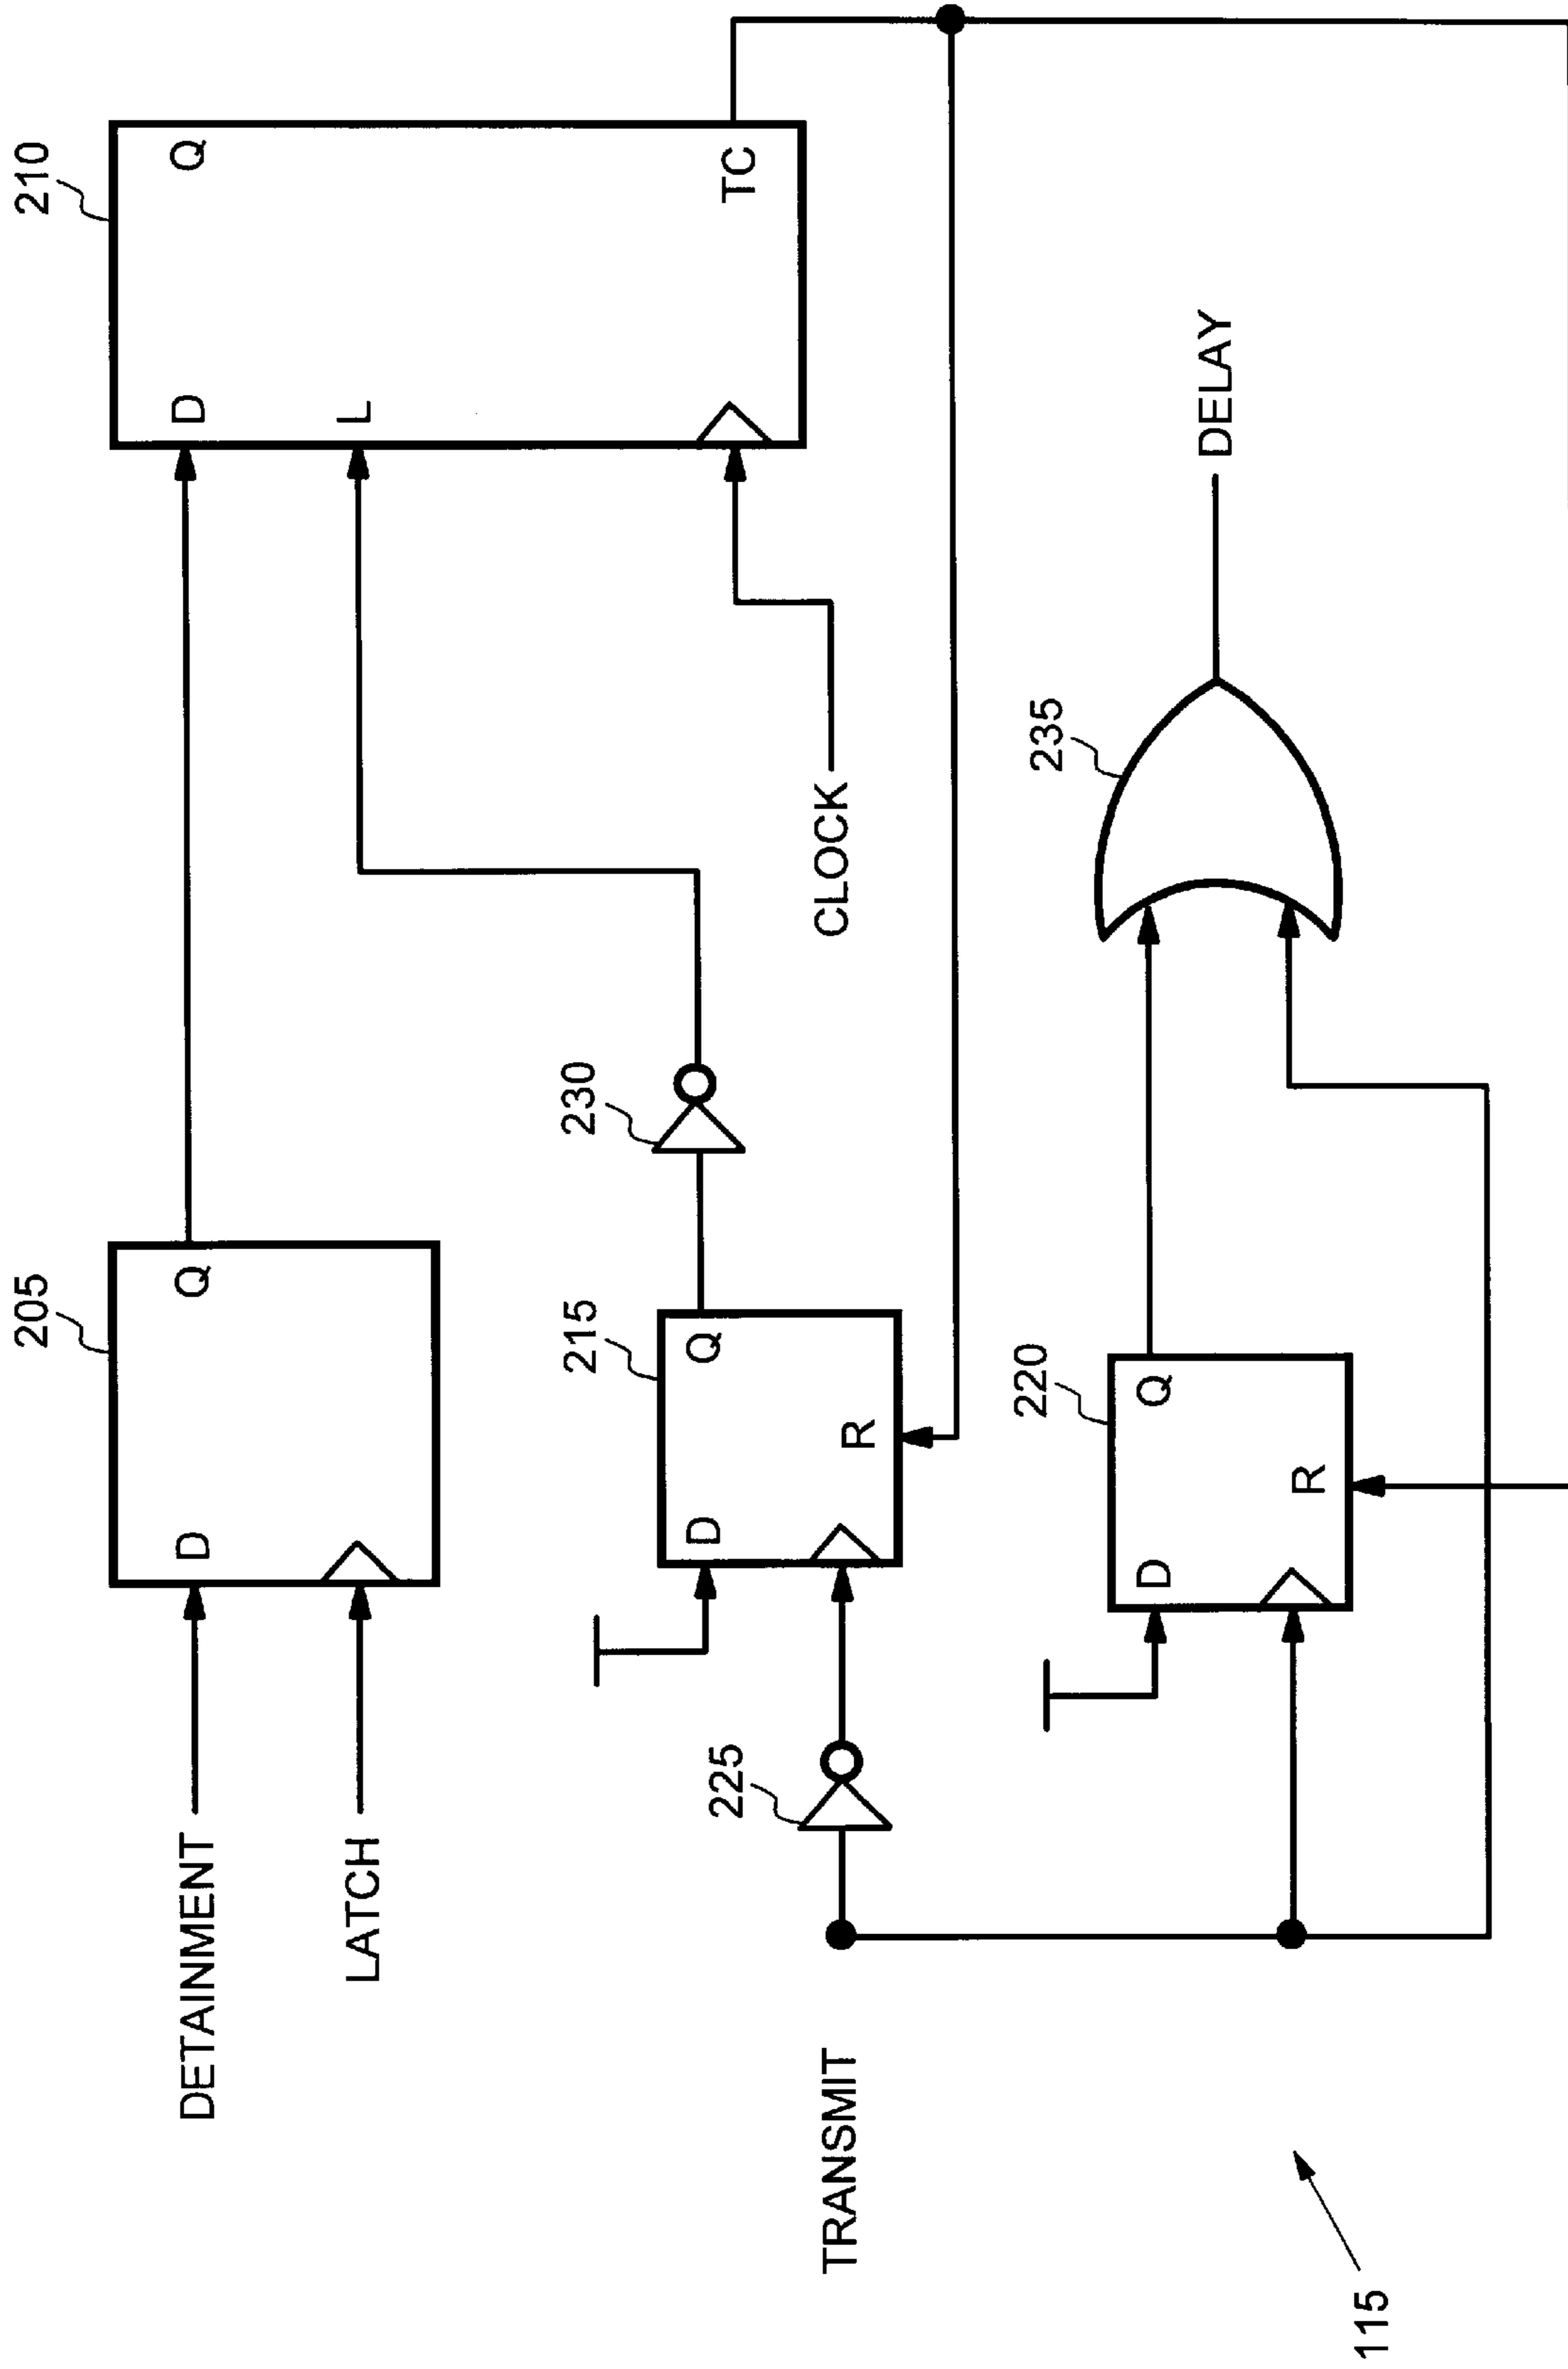 205
210
DETAINMENT
D
Q
D
Q
LATCH
L
215
230
D
Q
TC
225
TRANSMIT
R
CLOCK
220
235
D
Q
DELAY
R
115